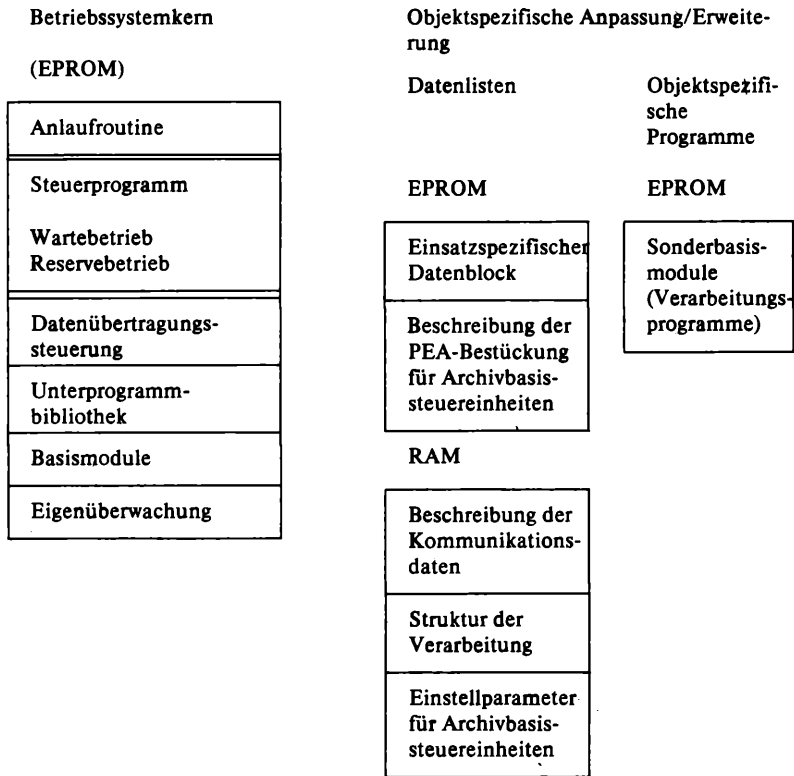 Betriebssystemkern
(EPROM)
Anlaufroutine
Steuerprogramm
Wartebetrieb
Reservebetrieb
Datenübertragungs-
steuerung
Unterprogramm-
bibliothek
Basismodule
Eigenüberwachung
Objektspezifische Anpassung/Erweite-
rung
Datenlisten
EPROM
Einsatzspezifischer
Datenblock
Beschreibung der
PEA-Bestückung
für Archivbasis-
steuereinheiten
RAM
Beschreibung der
Kommunikations-
daten
Struktur der
Verarbeitung
Einstellparameter
für Archivbasis-
steuereinheiten
Objektspezifi-
sche
Programme
EPROM
Sonderbasis-
module
(Verarbeitungs-
programme)